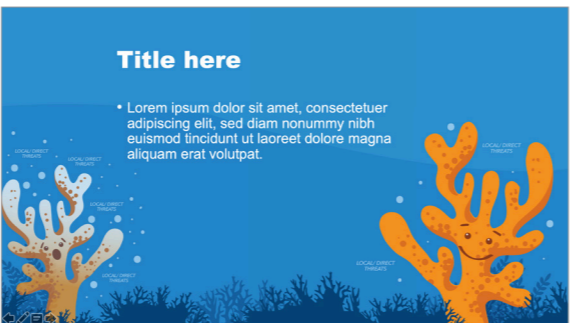 Title here
• Lorem ipsum dolor sit amet, consectetuer
adipiscing elit, sed diam nonummy nibh
euismod tincidunt ut laoreet dolore magna
aliquam erat volutpat.
LOCAL/ DIRECT
THREATS
LOCAL/ DIRECT
THREATS
LOCAL/ DIRECT
THREATS
LOCAL/ DIRECT
THREATS
LOCAL/ DIRECT
THREATS
LOCAL/ DIRECT
THREATS